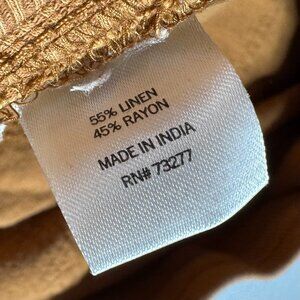 55% LINEN
45% RAYON
MADE IN INDIA
RN# 73277